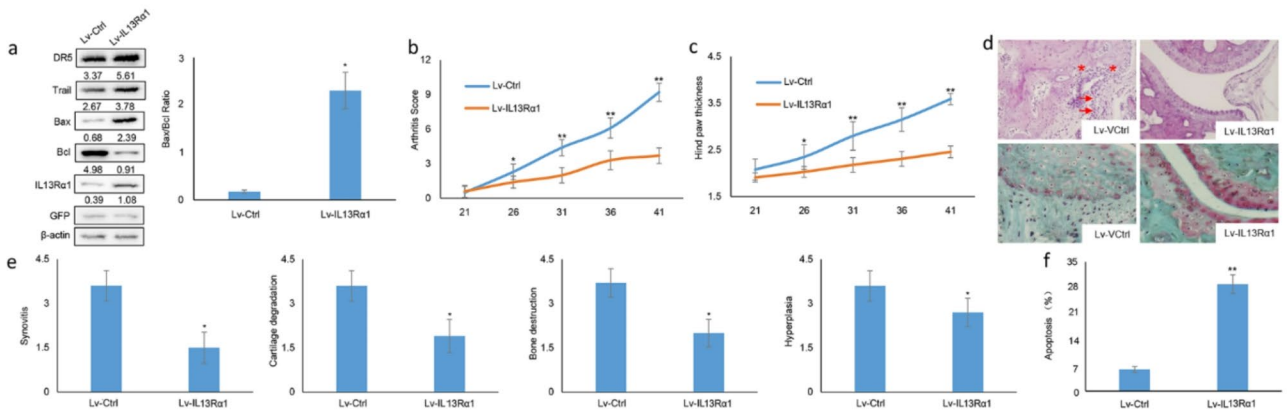 a
Lv-Ctrl Lv-IL13Rα1
DR5
3.37 5.61
Trail
2.67 3.78
Bax
0.68 2.39
Bcl
4.98 0.91
IL13Rα1
0.39 1.08
GFP
β-actin
Bax/Bcl Ratio
3
2
1
0
*
Lv-Ctrl Lv-IL13Rα1
b
Arthritis Score
12
9
6
3
0
Lv-Ctrl
Lv-IL13Rα1
* ** ** **
21 26 31 36 41
c
Hind paw thickness
4.5
3.5
2.5
1.5
Lv-Ctrl
Lv-IL13Rα1
* ** ** **
21 26 31 36 41
d
* *
Lv-VCtrl
Lv-IL13Rα1
Lv-VCtrl
Lv-IL13Rα1
e
Synovitis
4.5
3
1.5
0
*
Lv-Ctrl Lv-IL13Rα1
Cartilage degradation
4.5
3
1.5
0
*
Lv-Ctrl Lv-IL13Rα1
Bone destruction
4.5
3
1.5
0
*
Lv-Ctrl Lv-IL13Rα1
Hyperplasia
4.5
3
1.5
0
*
Lv-Ctrl Lv-IL13Rα1
f
Apoptosis (%)
35
28
21
14
7
0
**
Lv-Ctrl Lv-IL13Rα1